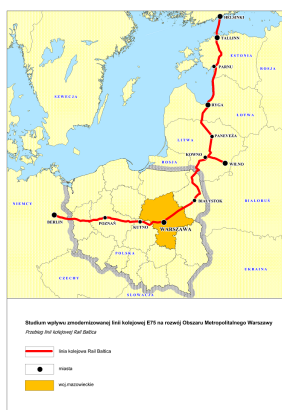 HELSINKI
TALLINN
ESTONIA
PARNU
ROSJA
SZWECJA
RYGA
ŁOTWA
PANEVEZA
LITWA
KOWNO
WILNO
ROSJA
BIAŁORUŚ
NIEMCY
BIAŁYSTOK
BERLIN
POZNAŃ
KUTNO
WARSZAWA
POLSKA
UKRAINA
CZECHY
SŁOWACJA
Studium wpływu zmodernizowanej linii kolejowej E75 na rozwój Obszaru Metropolitalnego Warszawy
Przebieg linii kolejowej Rail Baltica
linia kolejowa Rail Baltica
miasta
woj.mazowieckie